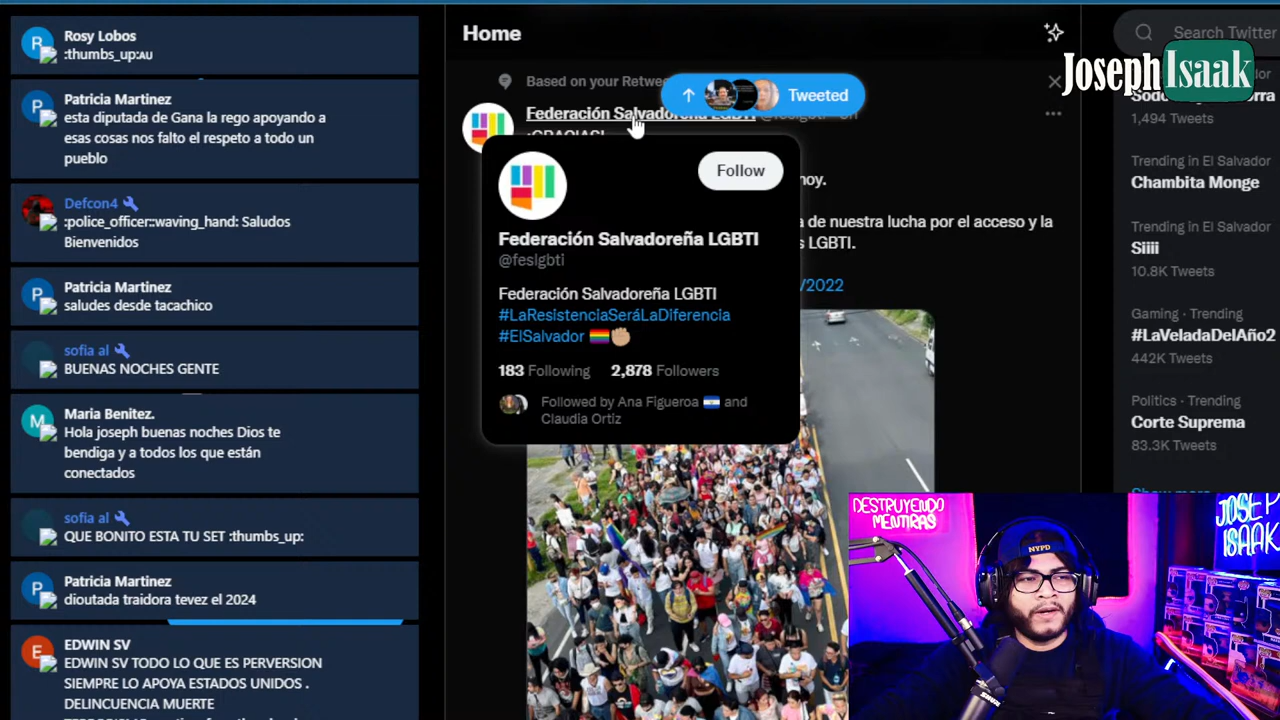 Rosy Lobos
:thumbs_up:AU
Patricia Martinez
esta diputada de Gana la rego apoyando a
esas cosas nos falto el respeto a todo un
pueblo
Defcon4
:police_officer::waving_hand: Saludos
Bienvenidos
Patricia Martinez
saludes desde tacachico
sofia al
BUENAS NOCHES GENTE
Maria Benitez.
Hola joseph buenas noches Dios te
bendiga y a todos los que están
conectados
sofia al
QUE BONITO ESTA TU SET :thumbs_up:
Patricia Martinez
dioutada traidora tevez el 2024
EDWIN SV
EDWIN SV TODO LO QUE ES PERVERSION
SIEMPRE LO APOYA ESTADOS UNIDOS .
DELINCUENCIA MUERTE
Home
Based on your Retwee
Tweeted
Federación Salvadoreña LGBTI @feslgbti
¡GRACIAS!
hoy.
a de nuestra lucha por el acceso y la
s LGBTI.
/2022
Follow
Federación Salvadoreña LGBTI
@feslgbti
Federación Salvadoreña LGBTI
#LaResistenciaSeráLaDiferencia
#ElSalvador
183 Following 2,878 Followers
Followed by Ana Figueroa and
Claudia Ortiz
Search Twitter
JosephIsaak
1,494 Tweets
Trending in El Salvador
Chambita Monge
Trending in El Salvador
Siiii
10.8K Tweets
Gaming · Trending
#LaVeladaDelAño2
442K Tweets
Politics · Trending
Corte Suprema
83.3K Tweets
DESTRUYENDO
MENTIRAS
NYPD
JOSEP
ISAAK